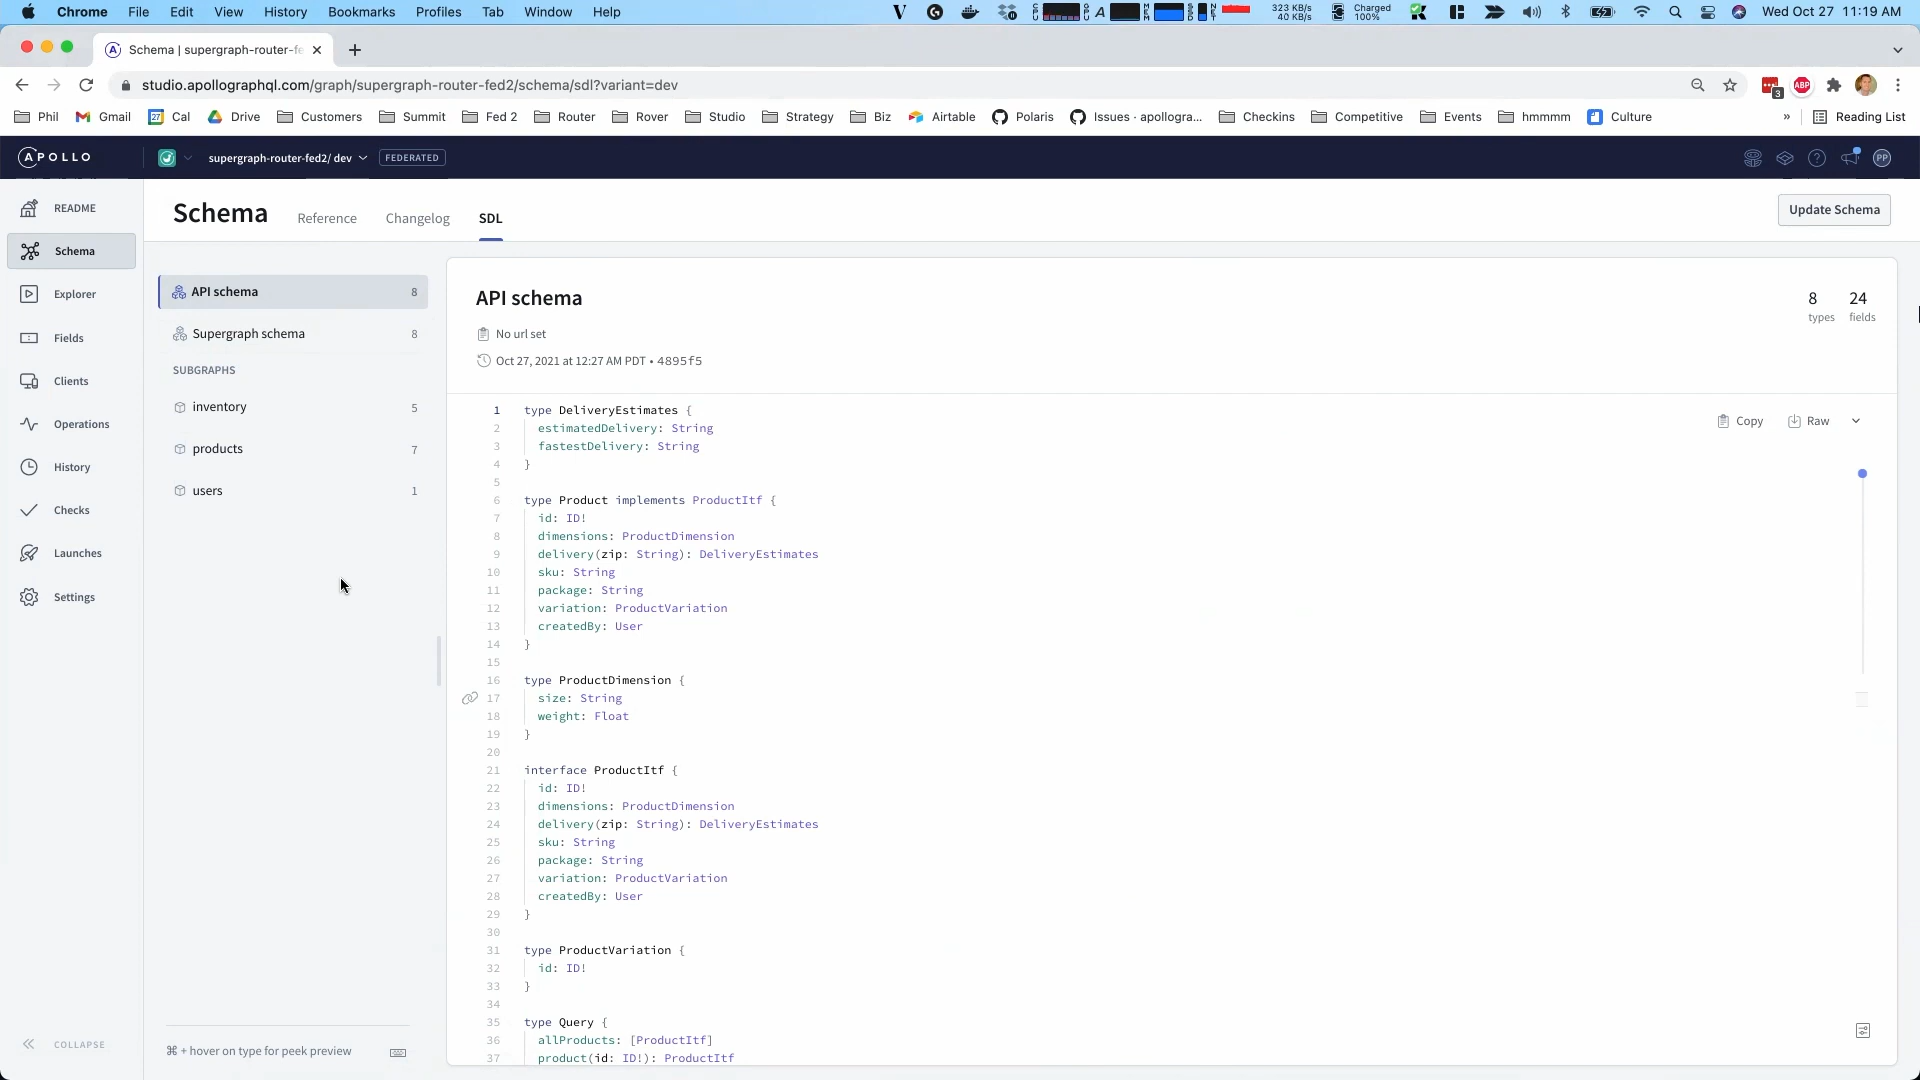 Chrome File Edit View History Bookmarks Profiles Tab Window Help 323 KB/s 40 KB/s Charged 100% Wed Oct 27 11:19 AM
Schema | supergraph-router-fe
studio.apollographql.com/graph/supergraph-router-fed2/schema/sdl?variant=dev 3 ABP
Phil Gmail 27 Cal Drive Customers Summit Fed 2 Router Rover Studio Strategy Biz Airtable Polaris Issues · apollogra... Checkins Competitive Events hmmmm Culture » Reading List
APOLLO supergraph-router-fed2/ dev FEDERATED PP
README
Schema
Explorer
Fields
Clients
Operations
History
Checks
Launches
Settings
COLLAPSE
Schema Reference Changelog SDL Update Schema
API schema 8
Supergraph schema 8
SUBGRAPHS
inventory 5
products 7
users 1
⌘ + hover on type for peek preview
API schema
No url set
Oct 27, 2021 at 12:27 AM PDT • 4895f5
8 types 24 fields
Copy Raw
1 type DeliveryEstimates {
2 estimatedDelivery: String
3 fastestDelivery: String
4 }
5
6 type Product implements ProductItf {
7 id: ID!
8 dimensions: ProductDimension
9 delivery(zip: String): DeliveryEstimates
10 sku: String
11 package: String
12 variation: ProductVariation
13 createdBy: User
14 }
15
16 type ProductDimension {
17 size: String
18 weight: Float
19 }
20
21 interface ProductItf {
22 id: ID!
23 dimensions: ProductDimension
24 delivery(zip: String): DeliveryEstimates
25 sku: String
26 package: String
27 variation: ProductVariation
28 createdBy: User
29 }
30
31 type ProductVariation {
32 id: ID!
33 }
34
35 type Query {
36 allProducts: [ProductItf]
37 product(id: ID!): ProductItf